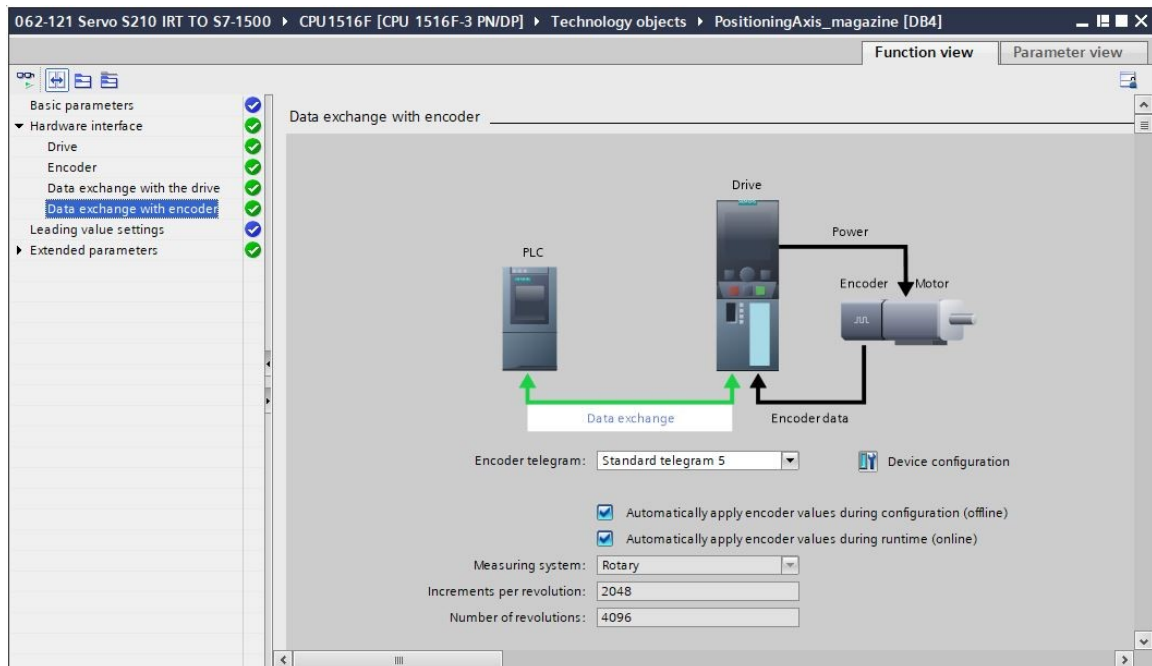 062-121 Servo S210 IRT TO S7-1500 ▸ CPU1516F [CPU 1516F-3 PN/DP] ▸ Technology objects ▸ PositioningAxis_magazine [DB4]
Function view
Parameter view
Basic parameters
Hardware interface
Drive
Encoder
Data exchange with the drive
Data exchange with encoder
Leading value settings
Extended parameters
Data exchange with encoder
Drive
Power
PLC
Encoder
Motor
Data exchange
Encoder data
Encoder telegram: Standard telegram 5
Device configuration
Automatically apply encoder values during configuration (offline)
Automatically apply encoder values during runtime (online)
Measuring system: Rotary
Increments per revolution: 2048
Number of revolutions: 4096